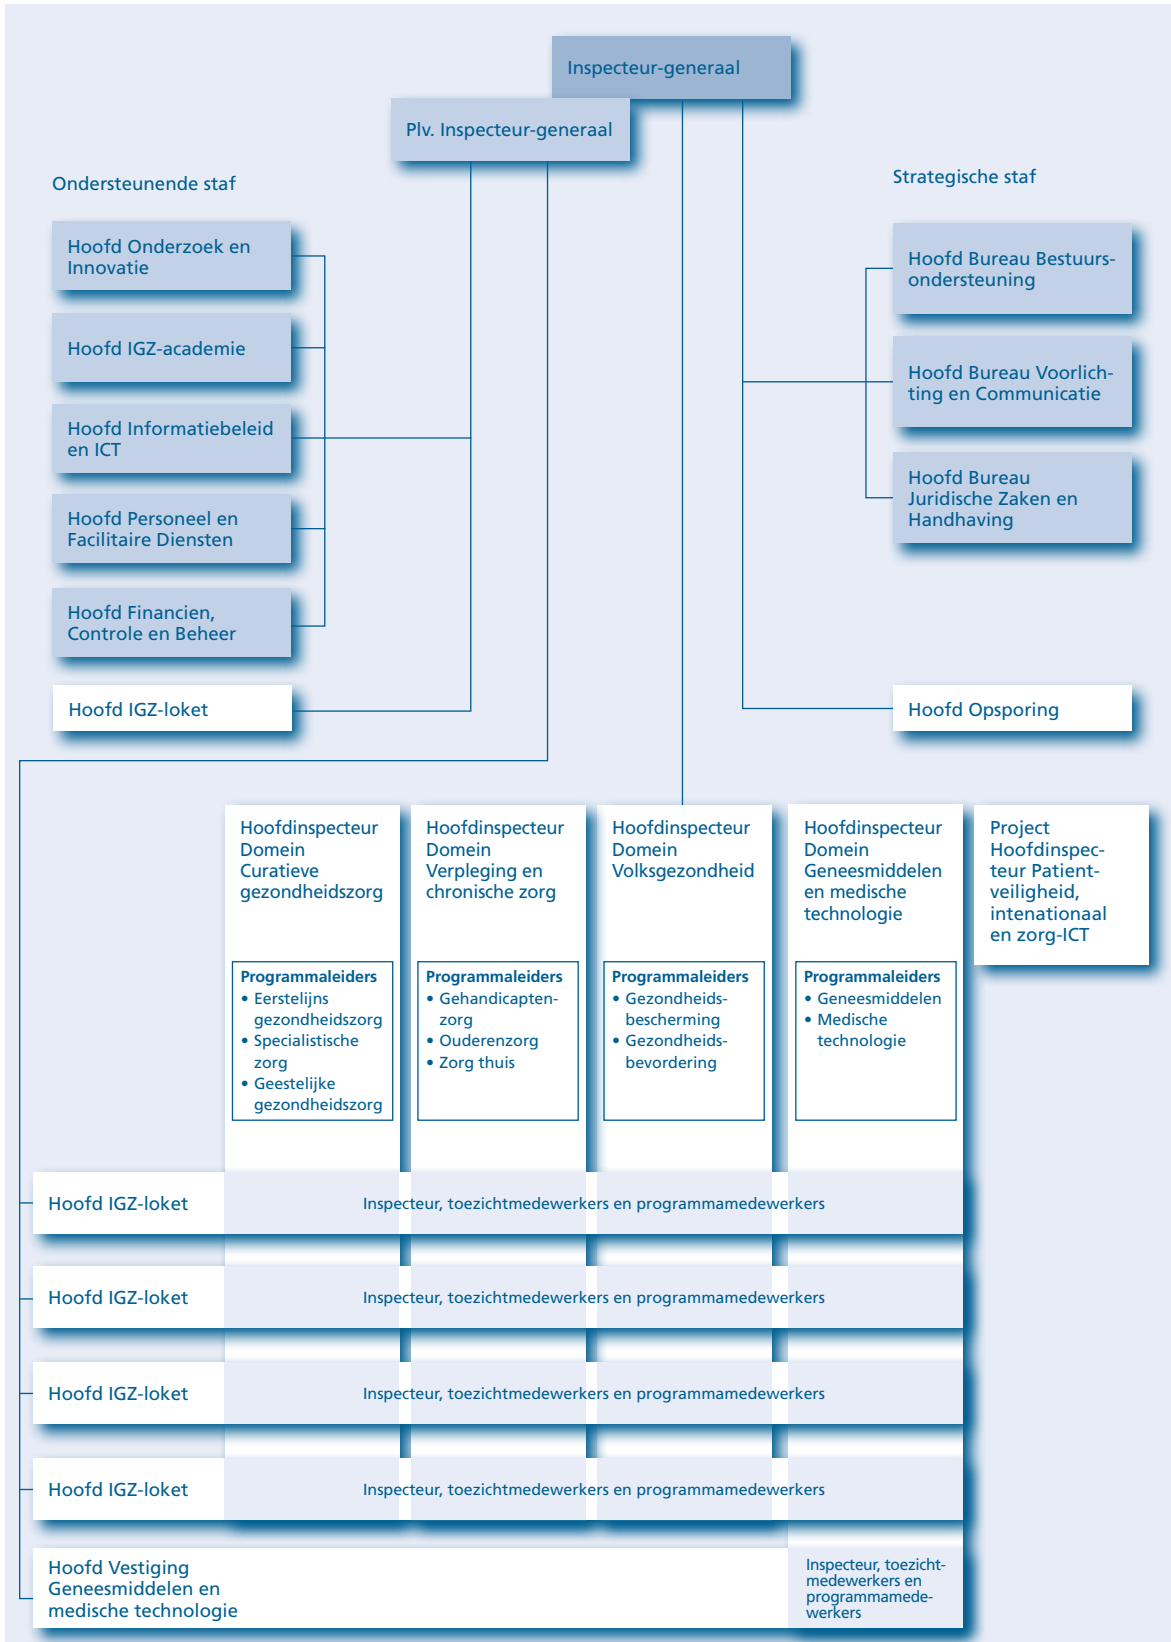 Inspecteur-generaal
Plv. Inspecteur-generaal
Ondersteunende staf
Strategische staf
Hoofd Onderzoek en
Innovatie
Hoofd IGZ-academie
Hoofd Informatiebeleid
en ICT
Hoofd Personeel en
Facilitaire Diensten
Hoofd Financien,
Controle en Beheer
Hoofd IGZ-loket
Hoofd Bureau Bestuurs-
ondersteuning
Hoofd Bureau Voorlich-
ting en Communicatie
Hoofd Bureau
Juridische Zaken en
Handhaving
Hoofd Opsporing
Hoofdinspecteur
Domein
Curatieve
gezondheidszorg
Programmaleiders
• Eerstelijns
gezondheidszorg
• Specialistische
zorg
• Geestelijke
gezondheidszorg
Hoofdinspecteur
Domein
Verpleging en
chronische zorg
Programmaleiders
• Gehandicapten-
zorg
• Ouderenzorg
• Zorg thuis
Hoofdinspecteur
Domein
Volksgezondheid
Programmaleiders
• Gezondheids-
bescherming
• Gezondheids-
bevordering
Hoofdinspecteur
Domein
Geneesmiddelen
en medische
technologie
Programmaleiders
• Geneesmiddelen
• Medische
technologie
Project
Hoofdinspec-
teur Patient-
veiligheid,
intenationaal
en zorg-ICT
Hoofd IGZ-loket
Inspecteur, toezichtmedewerkers en programmamedewerkers
Hoofd IGZ-loket
Inspecteur, toezichtmedewerkers en programmamedewerkers
Hoofd IGZ-loket
Inspecteur, toezichtmedewerkers en programmamedewerkers
Hoofd IGZ-loket
Inspecteur, toezichtmedewerkers en programmamedewerkers
Hoofd Vestiging
Geneesmiddelen en
medische technologie
Inspecteur, toezicht-
medewerkers en
programmamede-
werkers